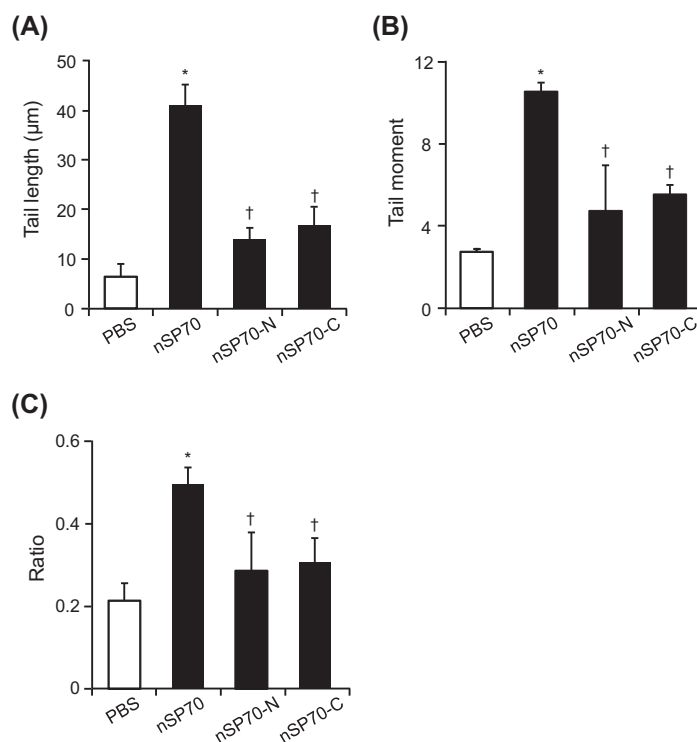 (A)
Tail length (μm)
50
40
30
20
10
0
*
†
†
PBS
nSP70
nSP70-N
nSP70-C
(B)
Tail moment
12
8
4
0
*
†
†
PBS
nSP70
nSP70-N
nSP70-C
(C)
Ratio
0.6
0.4
0.2
0
*
†
†
PBS
nSP70
nSP70-N
nSP70-C